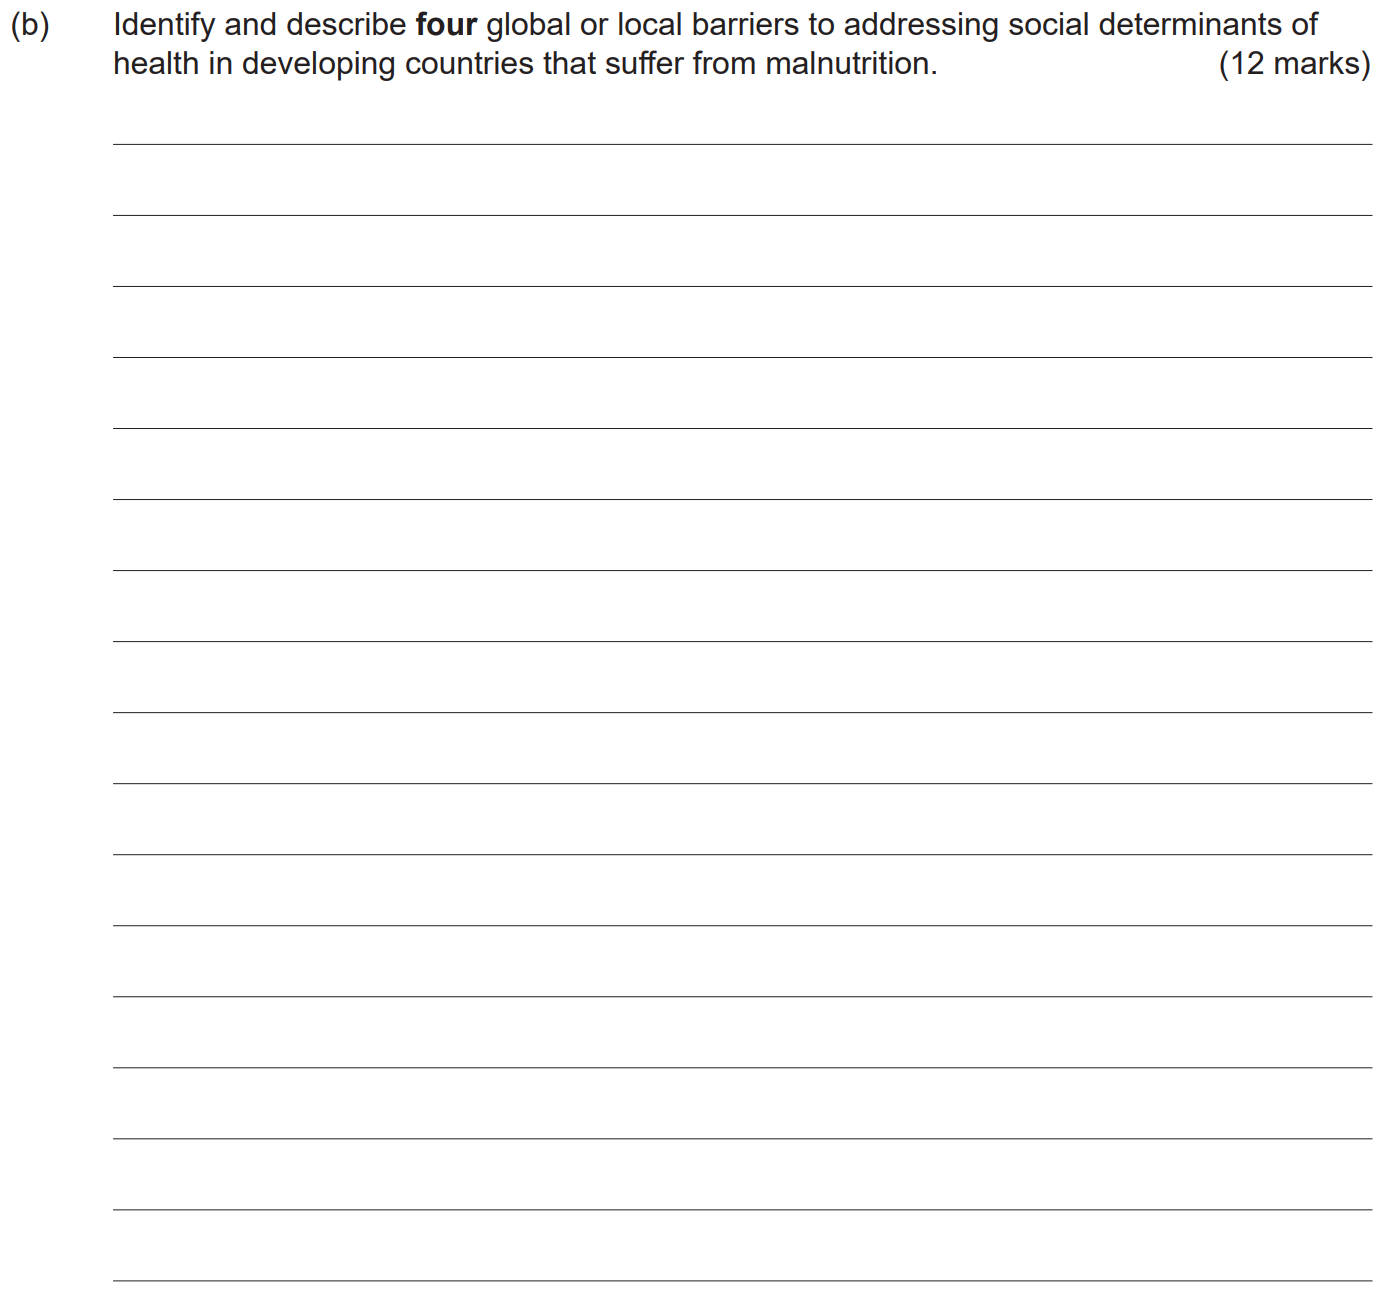 (b) Identify and describe four global or local barriers to addressing social determinants of
health in developing countries that suffer from malnutrition. (12 marks)